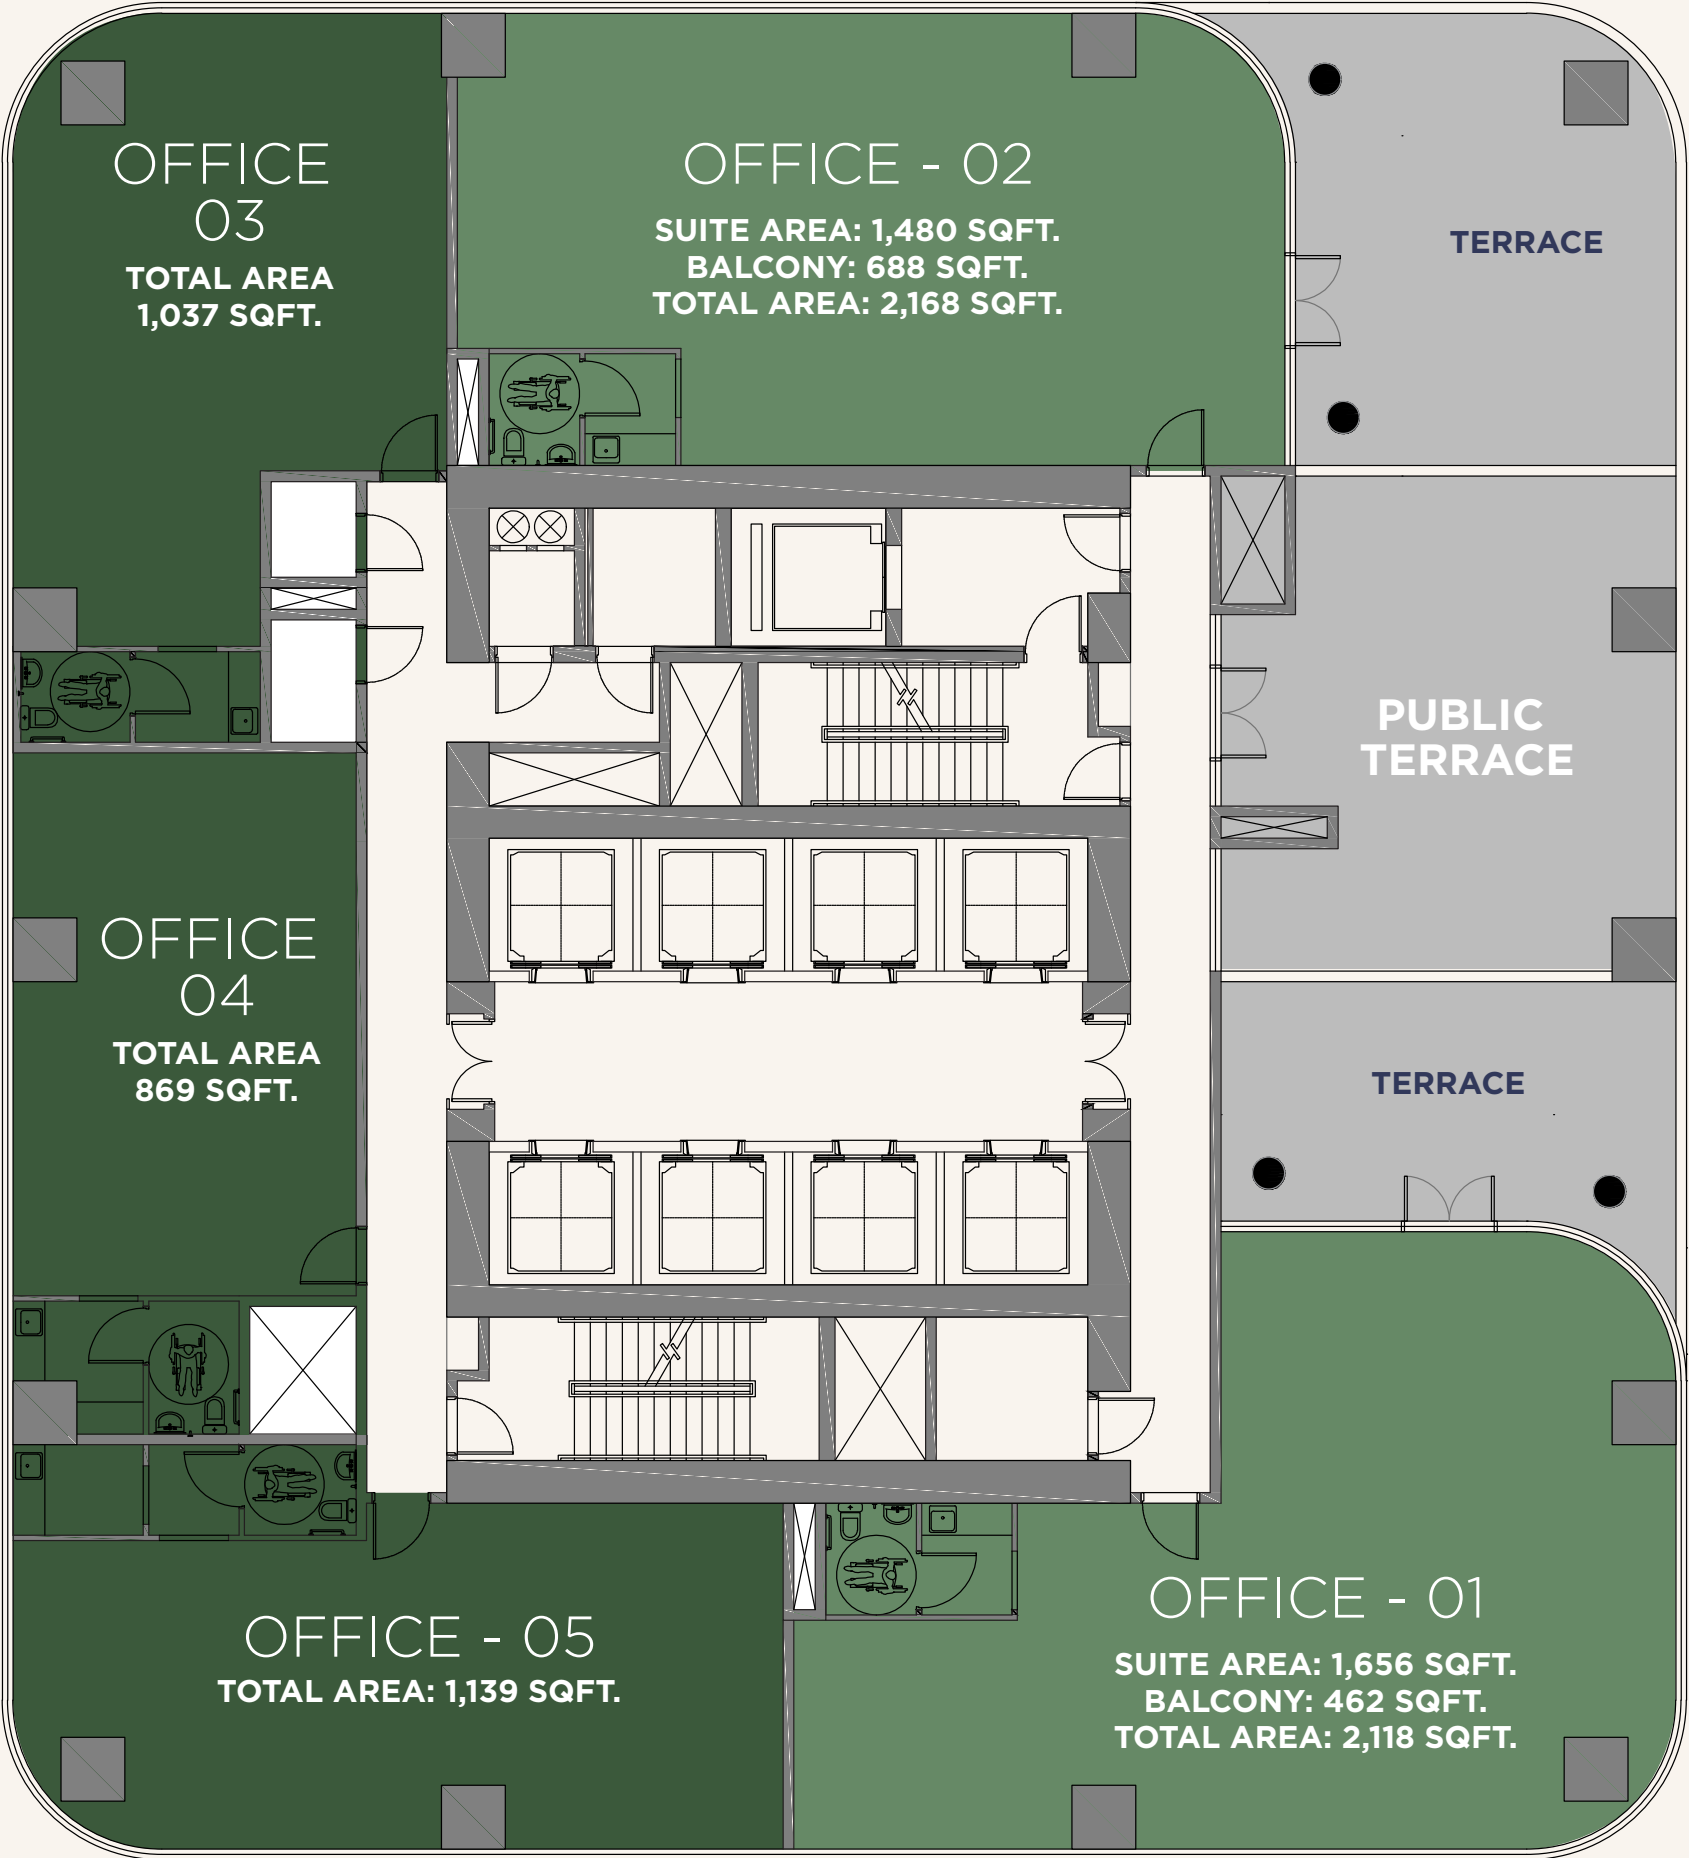 OFFICE
03
TOTAL AREA
1,037 SQFT.
OFFICE - 02
SUITE AREA: 1,480 SQFT.
BALCONY: 688 SQFT.
TOTAL AREA: 2,168 SQFT.
TERRACE
PUBLIC
TERRACE
OFFICE
04
TOTAL AREA
869 SQFT.
TERRACE
OFFICE - 05
TOTAL AREA: 1,139 SQFT.
OFFICE - 01
SUITE AREA: 1,656 SQFT.
BALCONY: 462 SQFT.
TOTAL AREA: 2,118 SQFT.